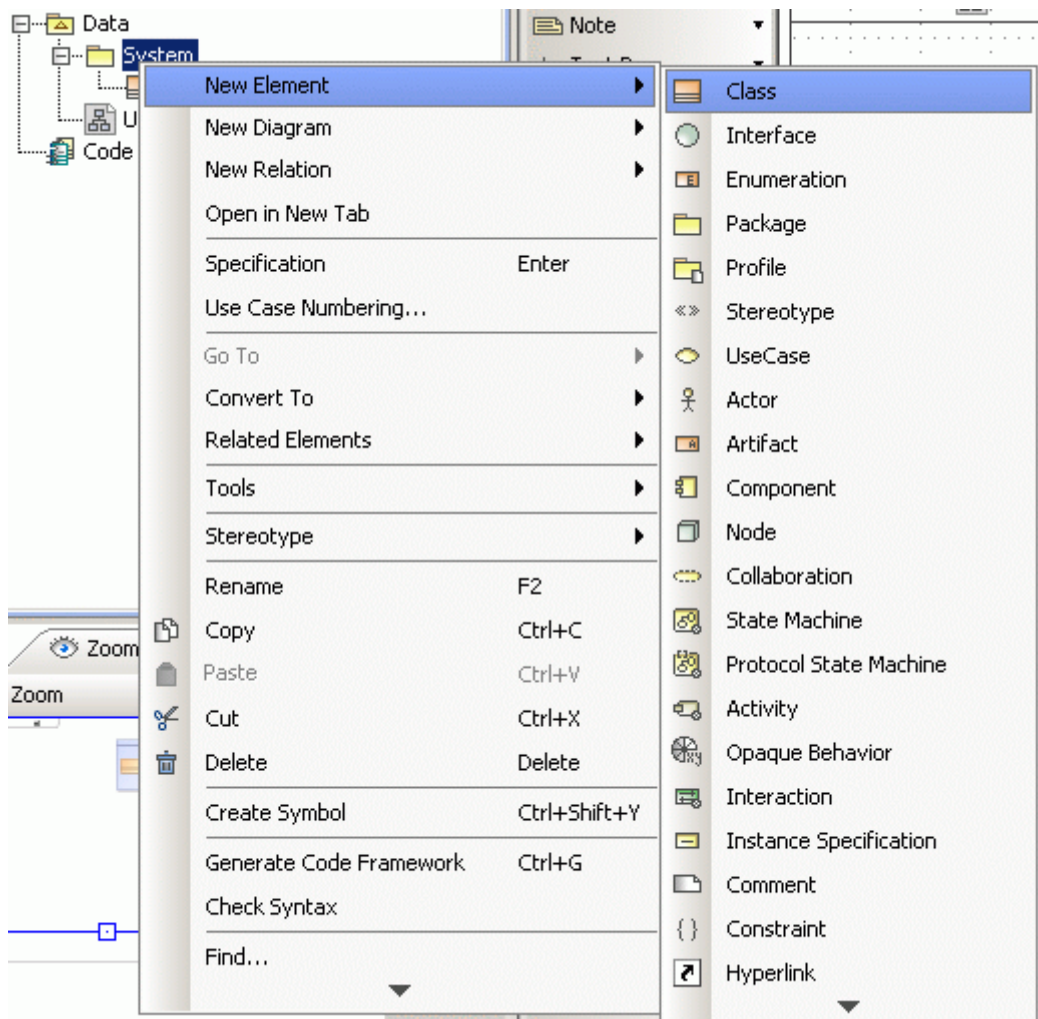 Data
System
U
Code
Note
New Element
New Diagram
New Relation
Open in New Tab
Specification Enter
Use Case Numbering...
Go To
Convert To
Related Elements
Tools
Stereotype
Rename F2
Copy Ctrl+C
Paste Ctrl+V
Cut Ctrl+X
Delete Delete
Create Symbol Ctrl+Shift+Y
Generate Code Framework Ctrl+G
Check Syntax
Find...
Class
Interface
Enumeration
Package
Profile
Stereotype
UseCase
Actor
Artifact
Component
Node
Collaboration
State Machine
Protocol State Machine
Activity
Opaque Behavior
Interaction
Instance Specification
Comment
Constraint
Hyperlink
Zoom
Zoom